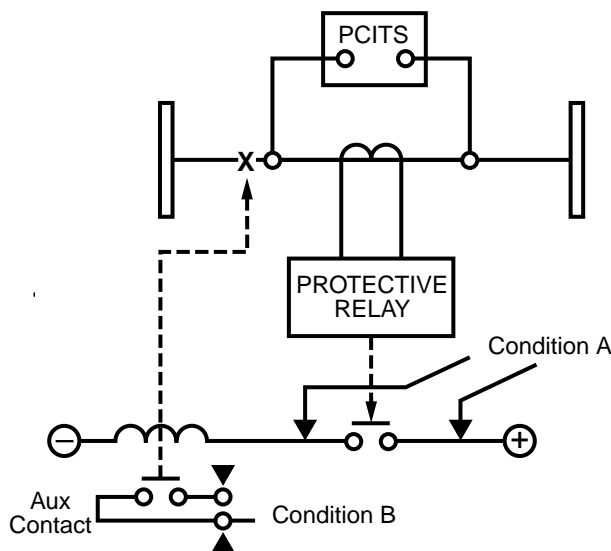 PCITS
X
PROTECTIVE
RELAY
Condition A
−
+
Aux
Contact
Condition B